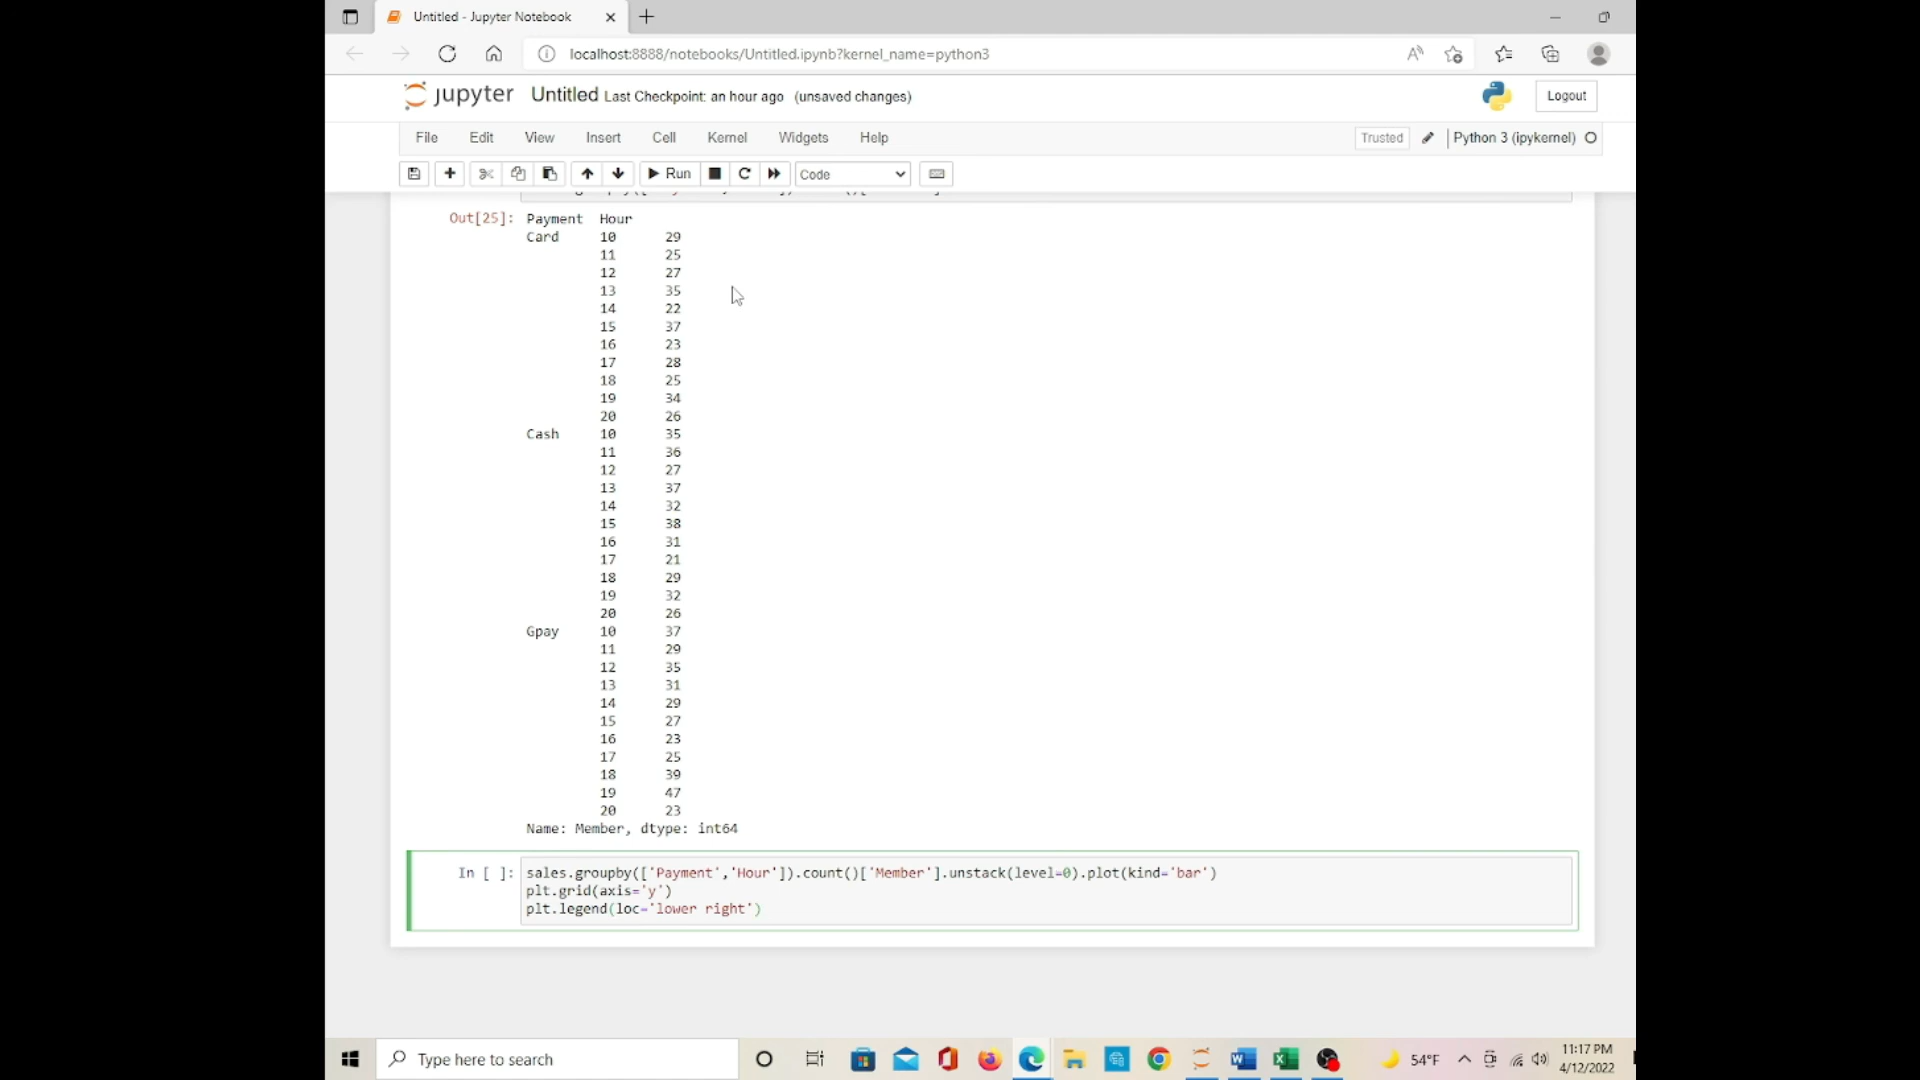 Untitled - Jupyter Notebook
localhost:8888/notebooks/Untitled.ipynb?kernel_name=python3
jupyter Untitled Last Checkpoint: an hour ago (unsaved changes) Logout
File Edit View Insert Cell Kernel Widgets Help Trusted Python 3 (ipykernel)
Run Code
Out[25]: Payment Hour
Card 10 29
11 25
12 27
13 35
14 22
15 37
16 23
17 28
18 25
19 34
20 26
Cash 10 35
11 36
12 27
13 37
14 32
15 38
16 31
17 21
18 29
19 32
20 26
Gpay 10 37
11 29
12 35
13 31
14 29
15 27
16 23
17 25
18 39
19 47
20 23
Name: Member, dtype: int64
In [ ]: sales.groupby(['Payment','Hour']).count()['Member'].unstack(level=0).plot(kind='bar')
plt.grid(axis='y')
plt.legend(loc='lower right')
Type here to search 54°F 11:17 PM
4/12/2022